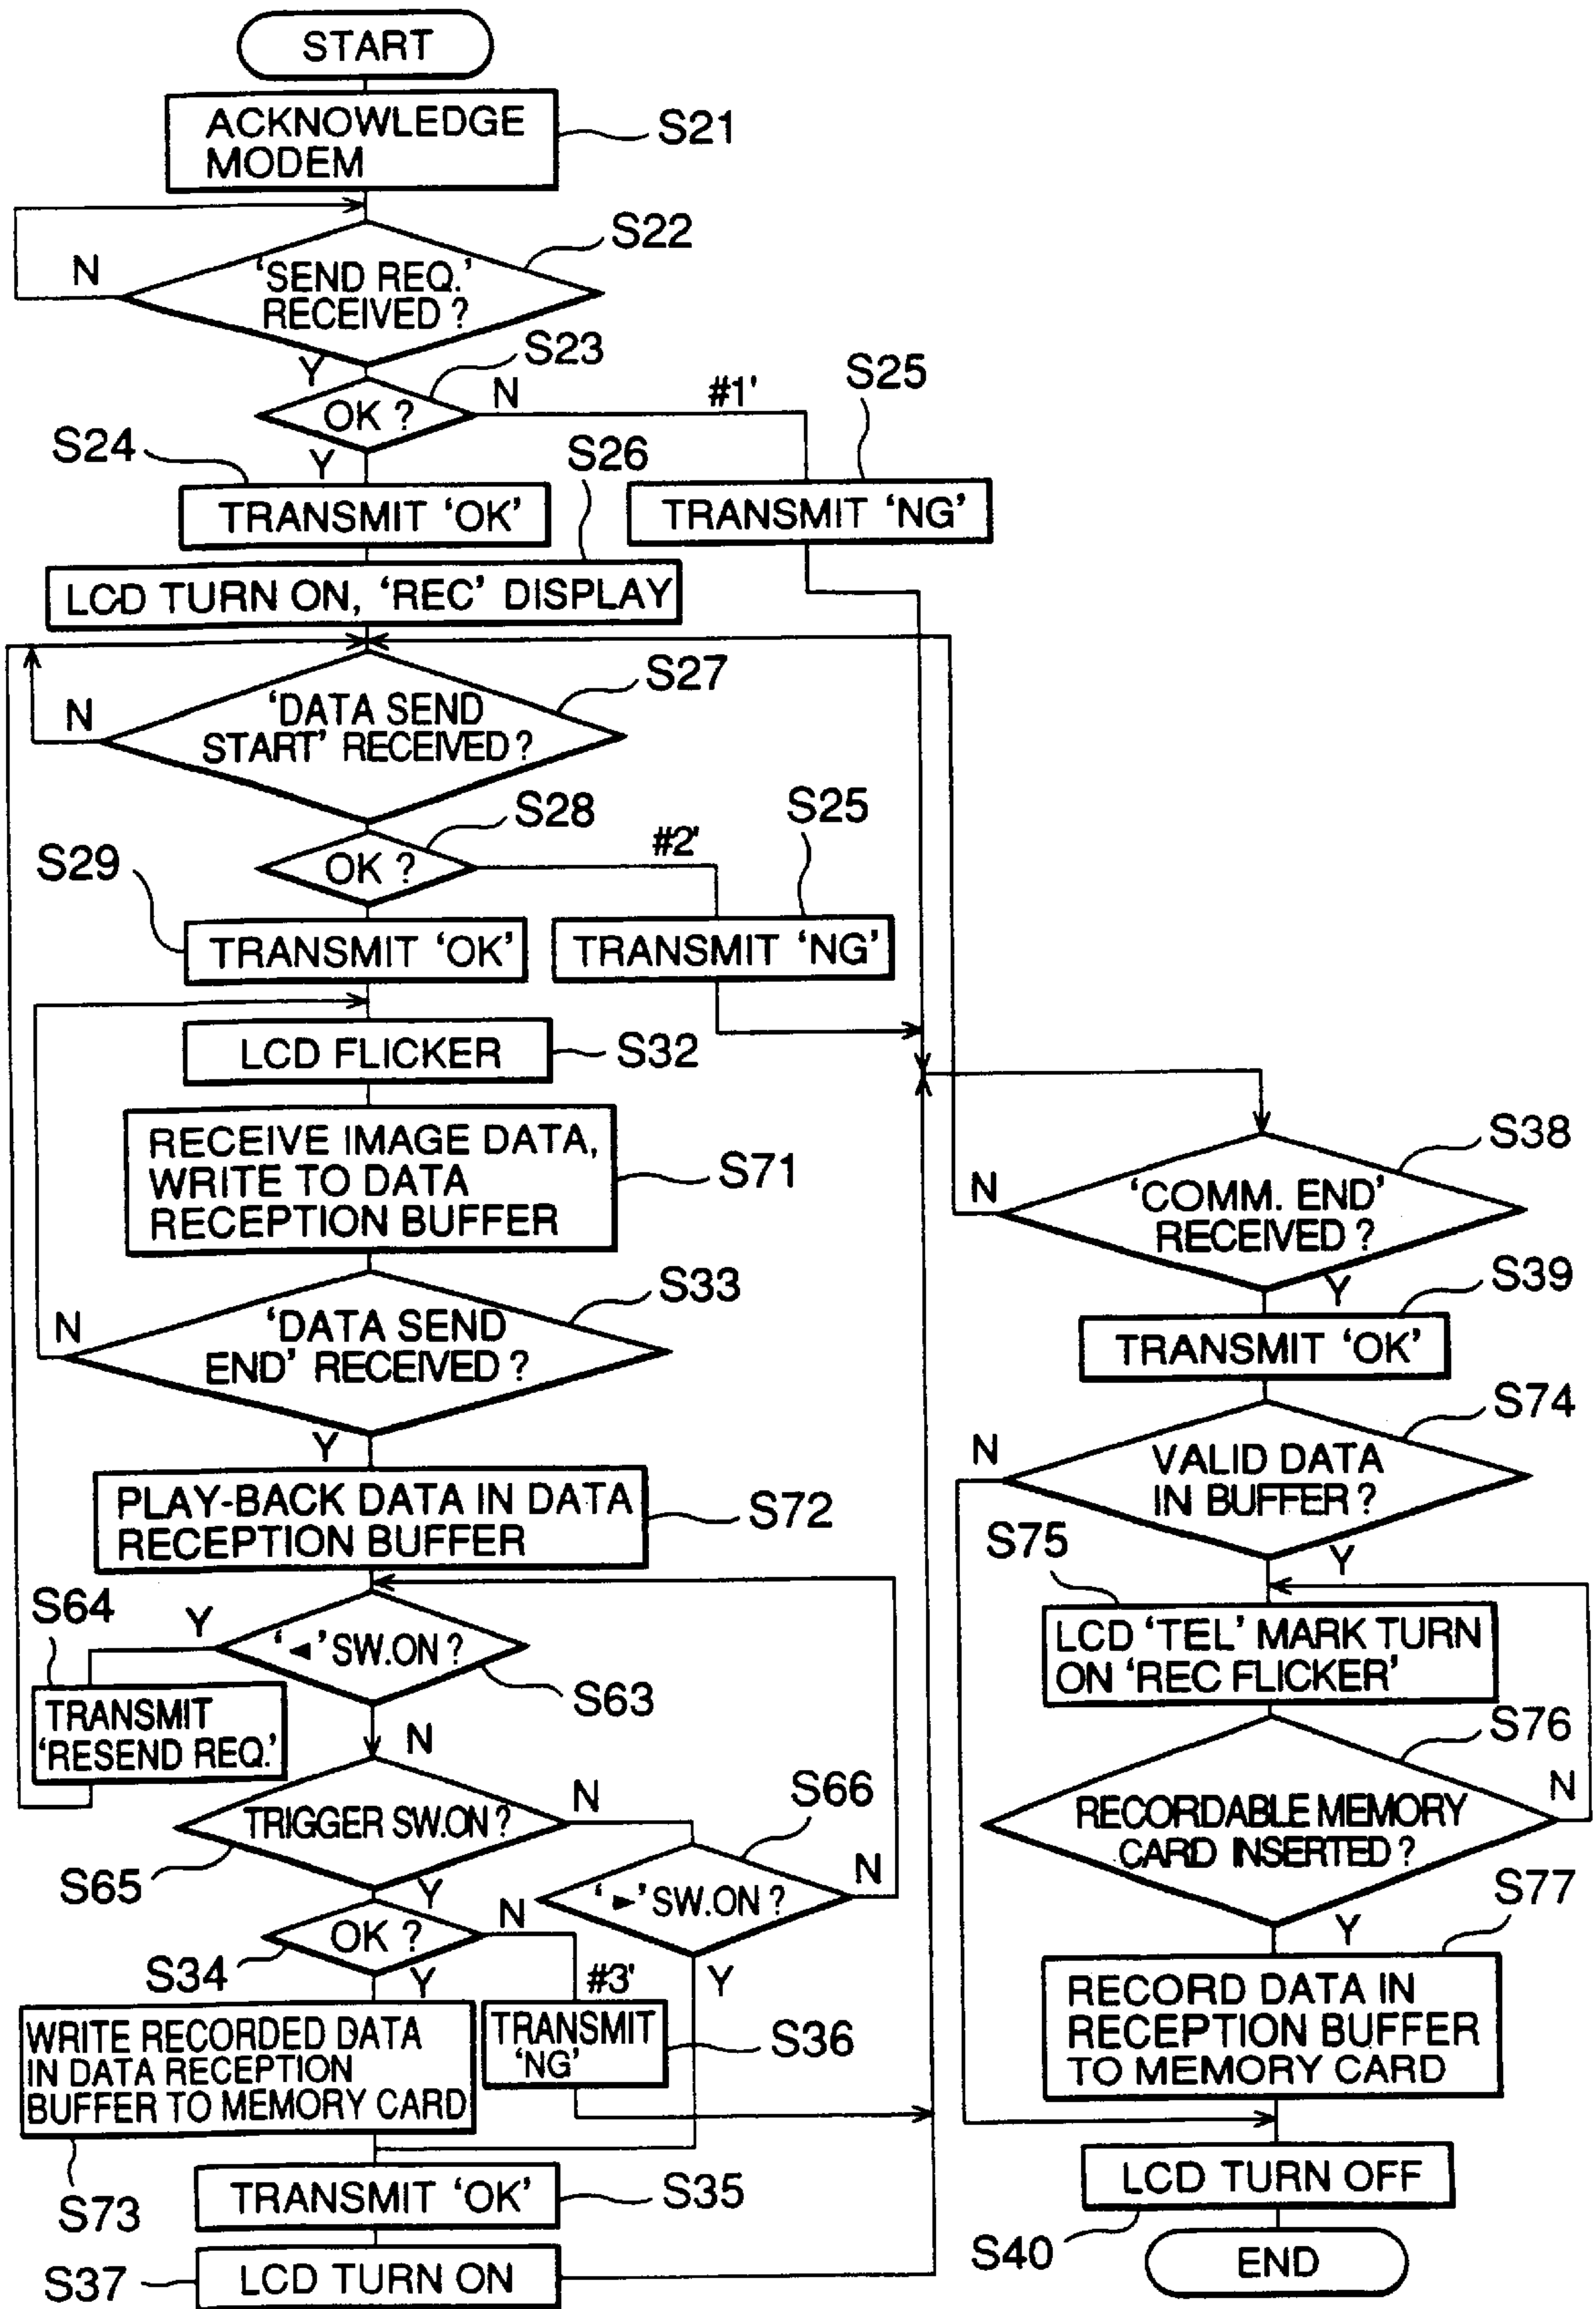 START
ACKNOWLEDGE
MODEM
S21
S22
N
'SEND REQ.'
RECEIVED ?
Y
S23
OK ?
N
#1'
S25
S24
Y
S26
TRANSMIT 'OK'
TRANSMIT 'NG'
LCD TURN ON, 'REC' DISPLAY
S27
N
'DATA SEND
START' RECEIVED ?
S28
S25
S29
OK ?
#2'
TRANSMIT 'OK'
TRANSMIT 'NG'
LCD FLICKER
S32
RECEIVE IMAGE DATA,
WRITE TO DATA
RECEPTION BUFFER
S71
S33
N
'DATA SEND
END' RECEIVED ?
Y
PLAY-BACK DATA IN DATA
RECEPTION BUFFER
S72
S64
Y
'◄' SW.ON ?
S63
TRANSMIT
'RESEND REQ.'
N
TRIGGER SW.ON ?
N
S66
S65
Y
'►' SW.ON ?
N
OK ?
N
S34
Y
#3'
Y
WRITE RECORDED DATA
IN DATA RECEPTION
BUFFER TO MEMORY CARD
TRANSMIT
'NG'
S36
S73
TRANSMIT 'OK'
S35
S37
LCD TURN ON
S38
N
'COMM. END'
RECEIVED ?
Y
S39
TRANSMIT 'OK'
S74
N
VALID DATA
IN BUFFER ?
S75
Y
LCD 'TEL' MARK TURN
ON 'REC FLICKER'
S76
N
RECORDABLE MEMORY
CARD INSERTED ?
S77
Y
RECORD DATA IN
RECEPTION BUFFER
TO MEMORY CARD
LCD TURN OFF
S40
END